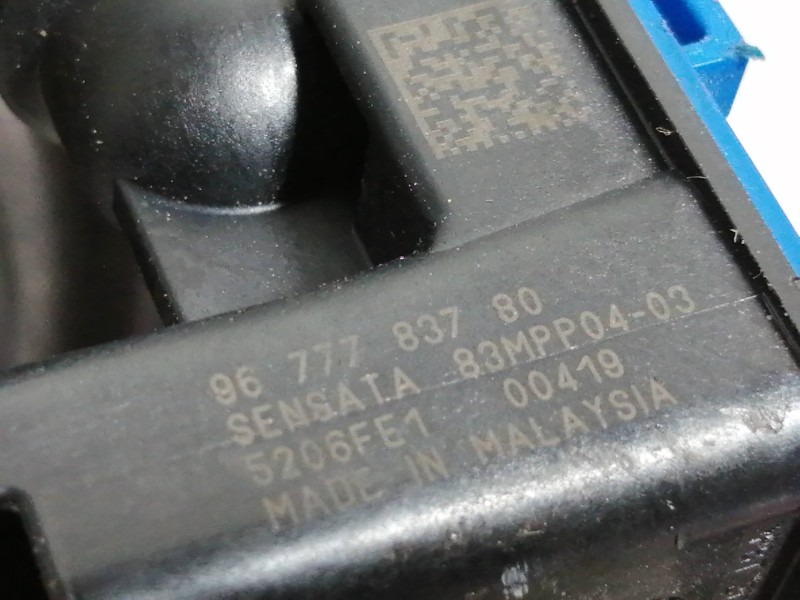 96 777 837 80
SENSATA 83MPP04-03
5206FE1 00419
MADE IN MALAYSIA